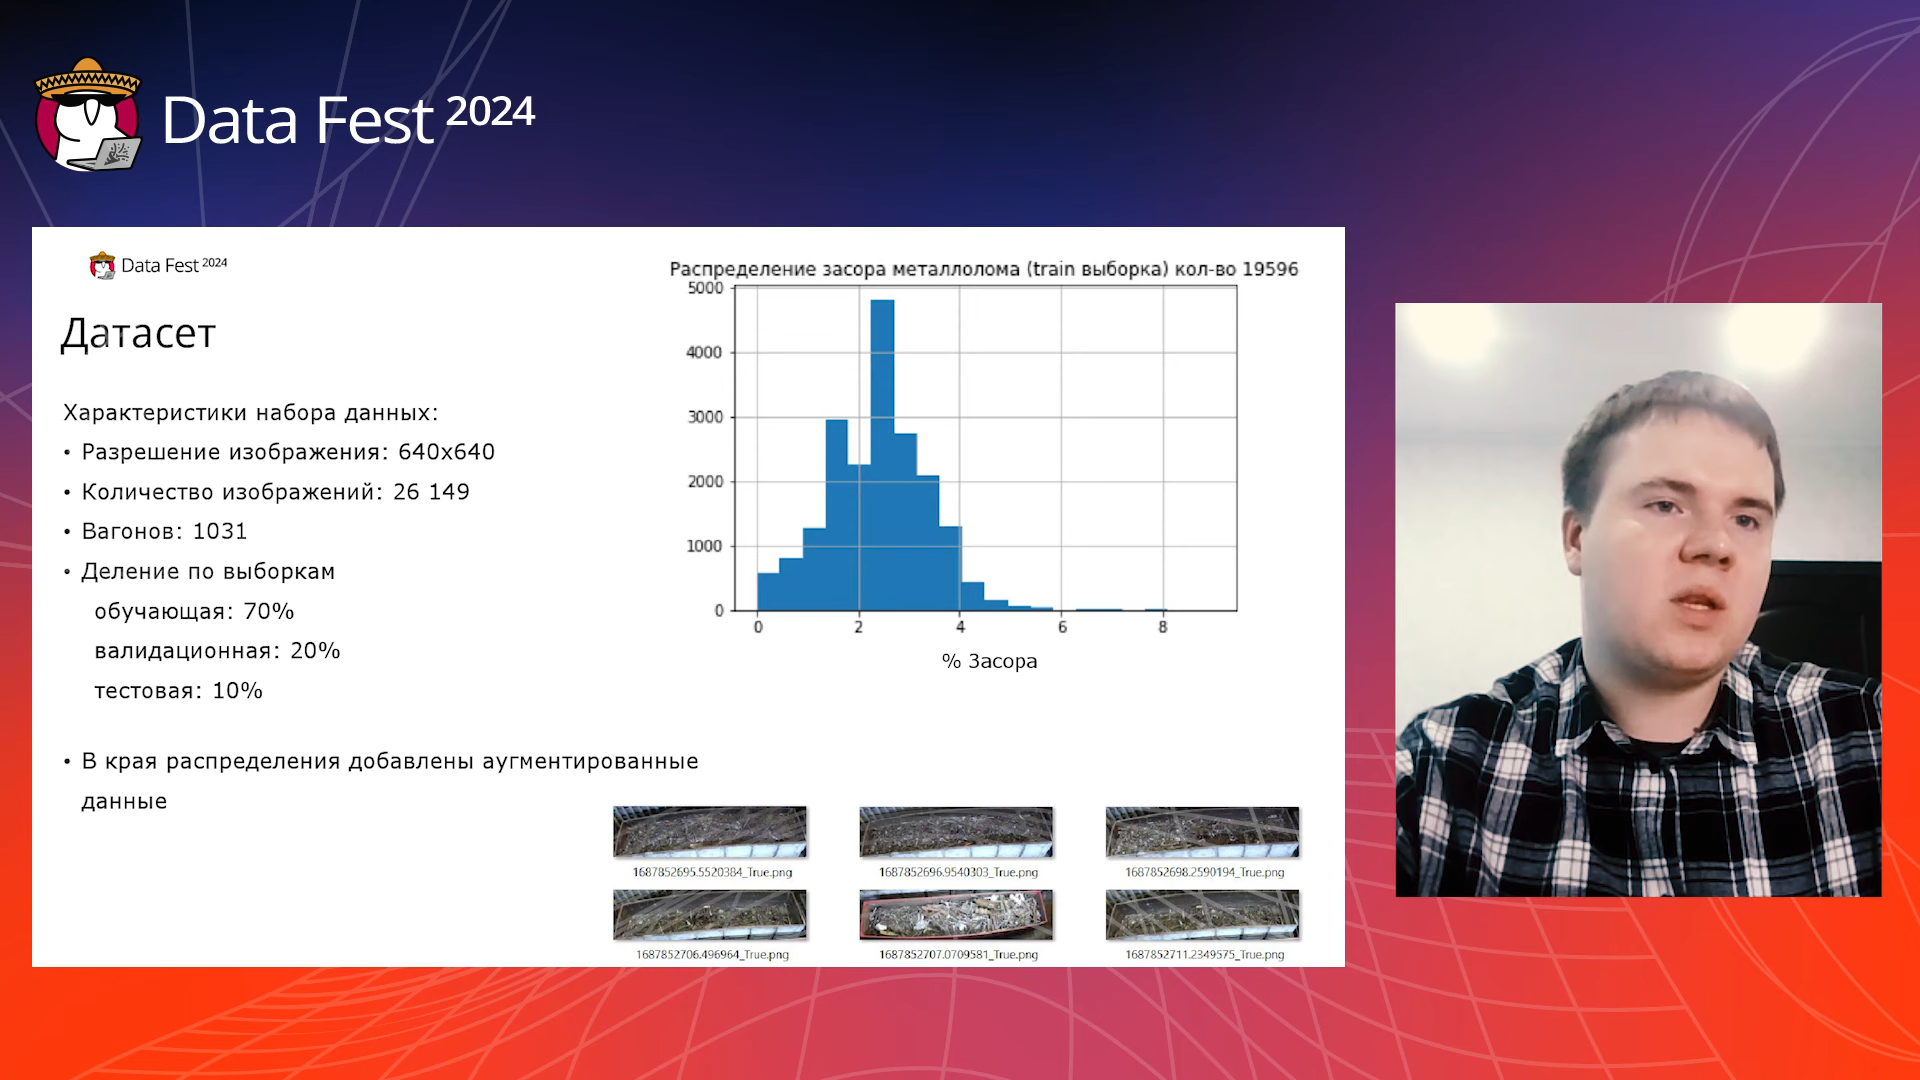 Data Fest 2024
Data Fest 2024
Датасет
Характеристики набора данных:
• Разрешение изображения: 640x640
• Количество изображений: 26 149
• Вагонов: 1031
• Деление по выборкам
обучающая: 70%
валидационная: 20%
тестовая: 10%
• В края распределения добавлены аугментированные
данные
Распределение засора металлолома (train выборка) кол-во 19596
5000
4000
3000
2000
1000
0
0 2 4 6 8
% Засора
1687852695.5520384_True.png
1687852696.9540303_True.png
1687852698.2590194_True.png
1687852706.496964_True.png
1687852707.0709581_True.png
1687852711.2349575_True.png